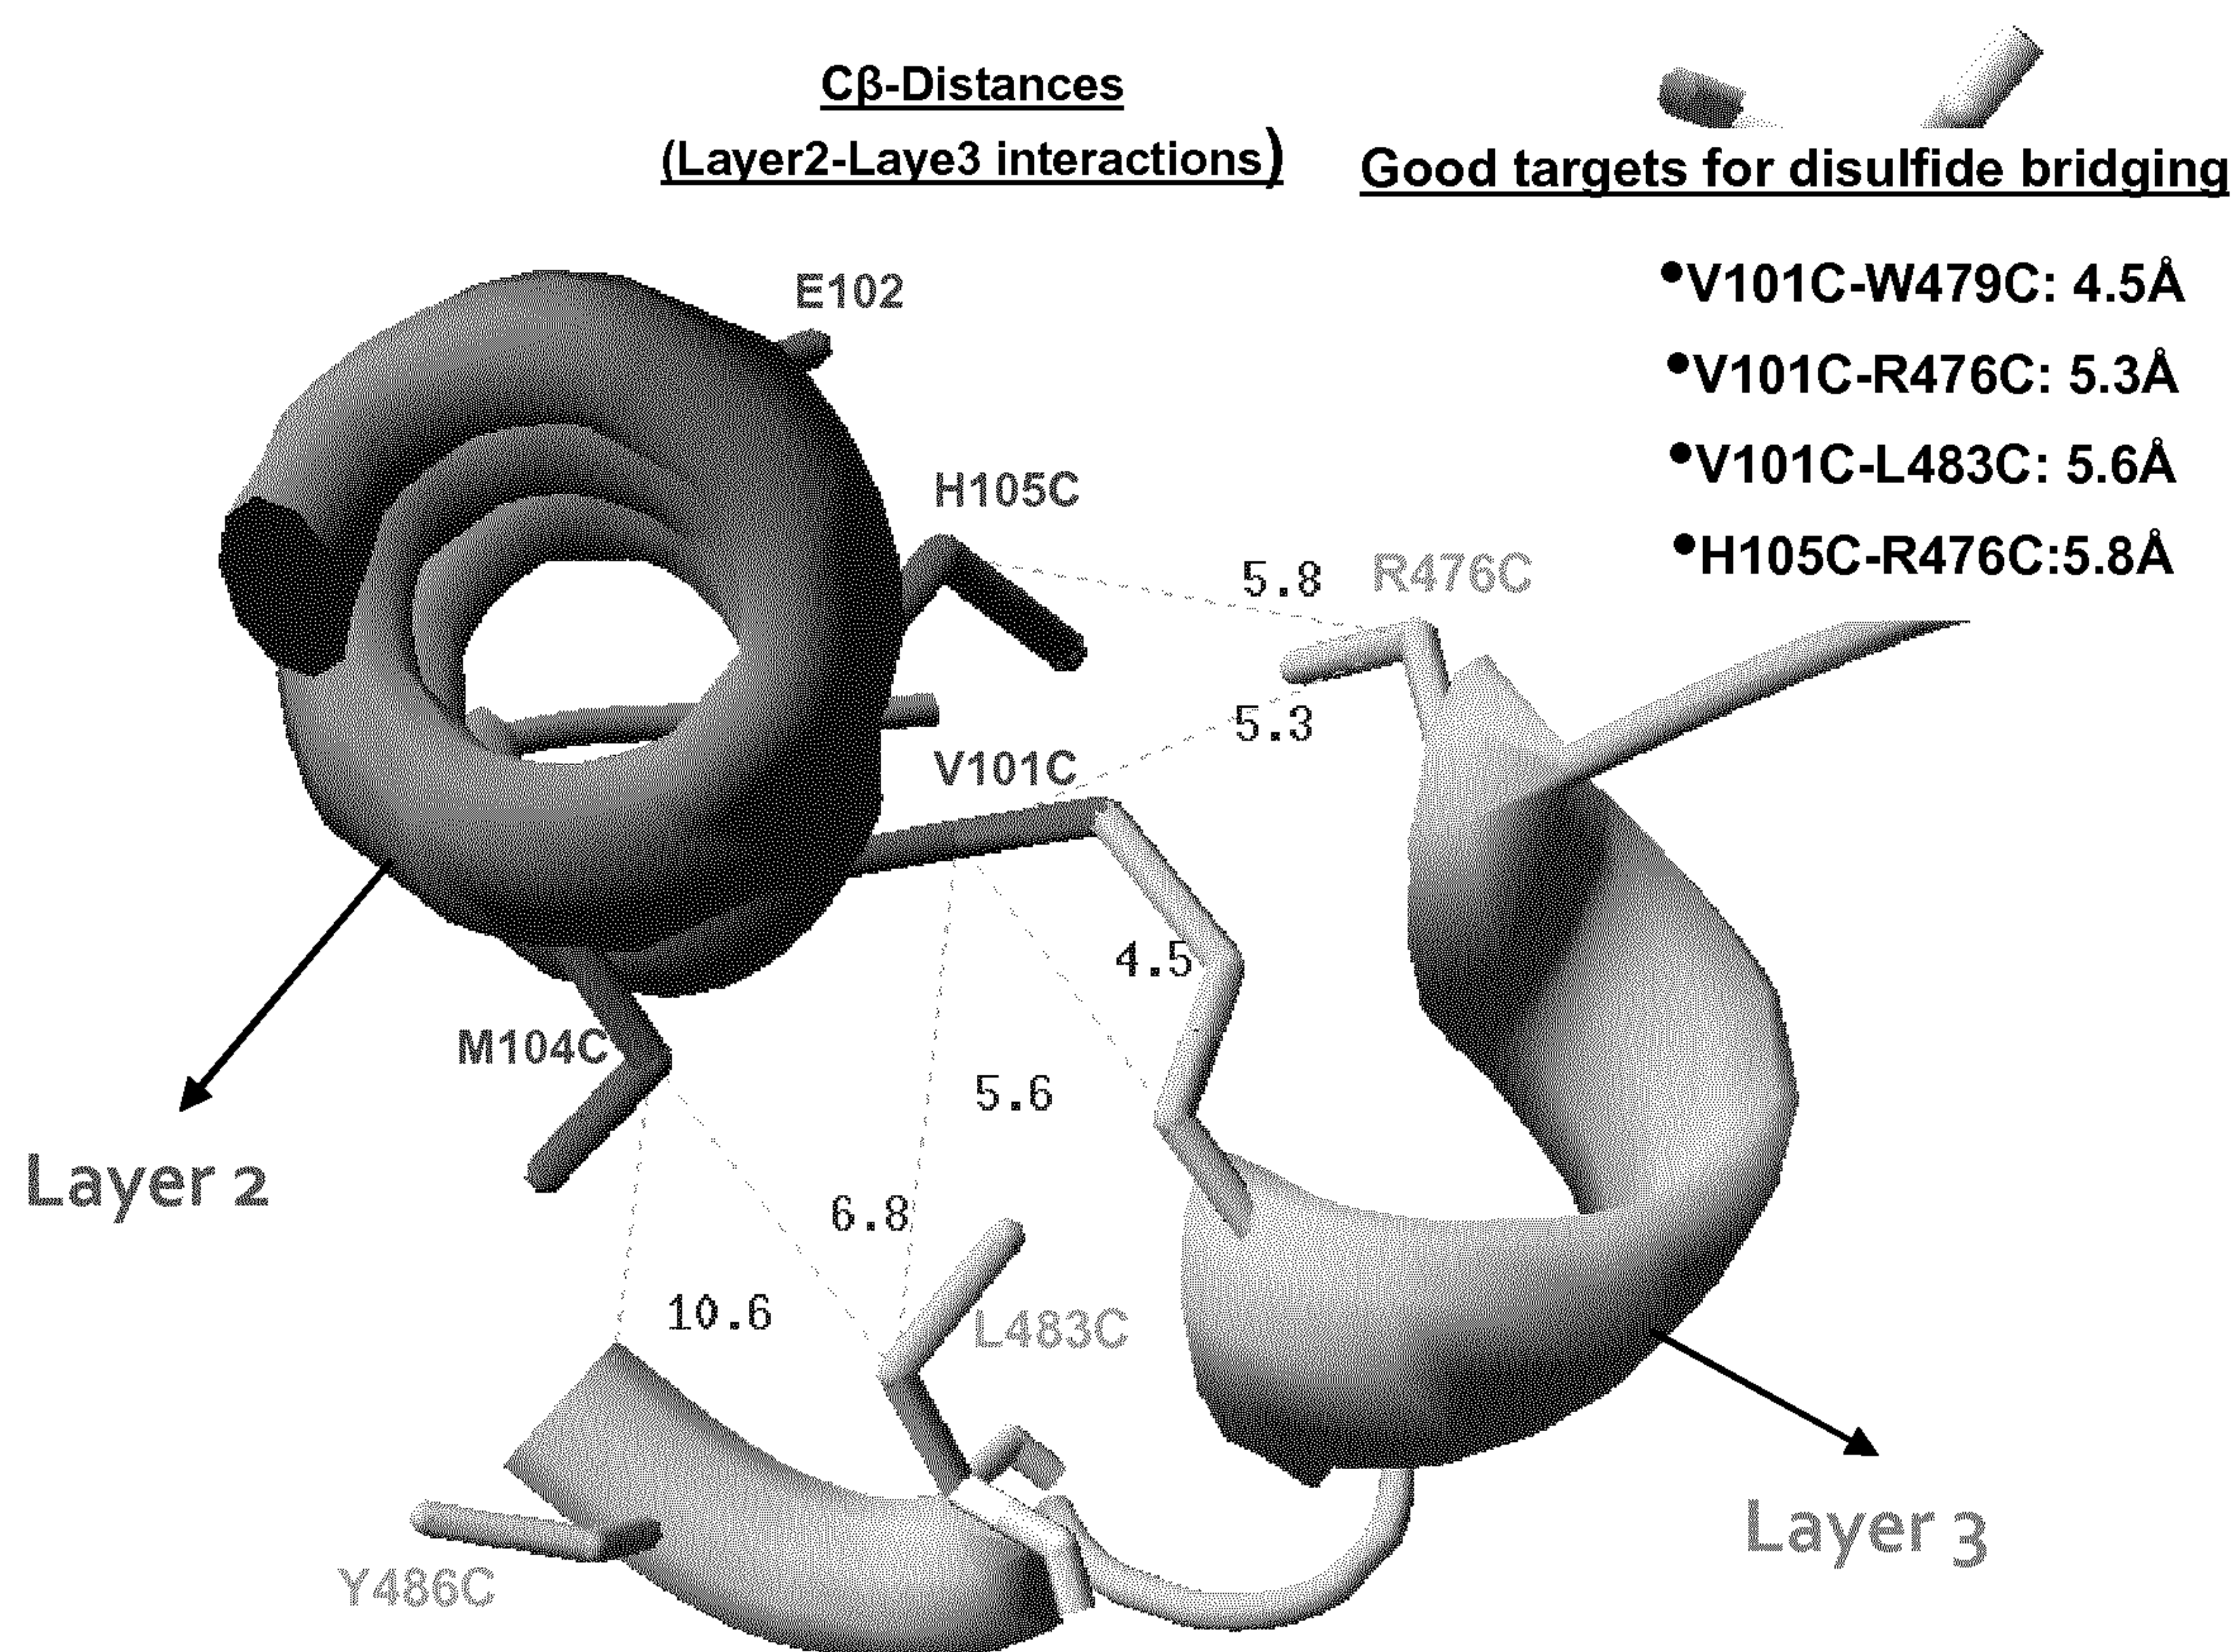 Cβ-Distances
(Layer2-Laye3 interactions)
Good targets for disulfide bridging
•V101C-W479C: 4.5Å
•V101C-R476C: 5.3Å
•V101C-L483C: 5.6Å
•H105C-R476C:5.8Å
E102
H105C
5.8
R476C
5.3
V101C
4.5
M104C
5.6
Layer 2
6.8
10.6
L483C
Layer 3
Y486C